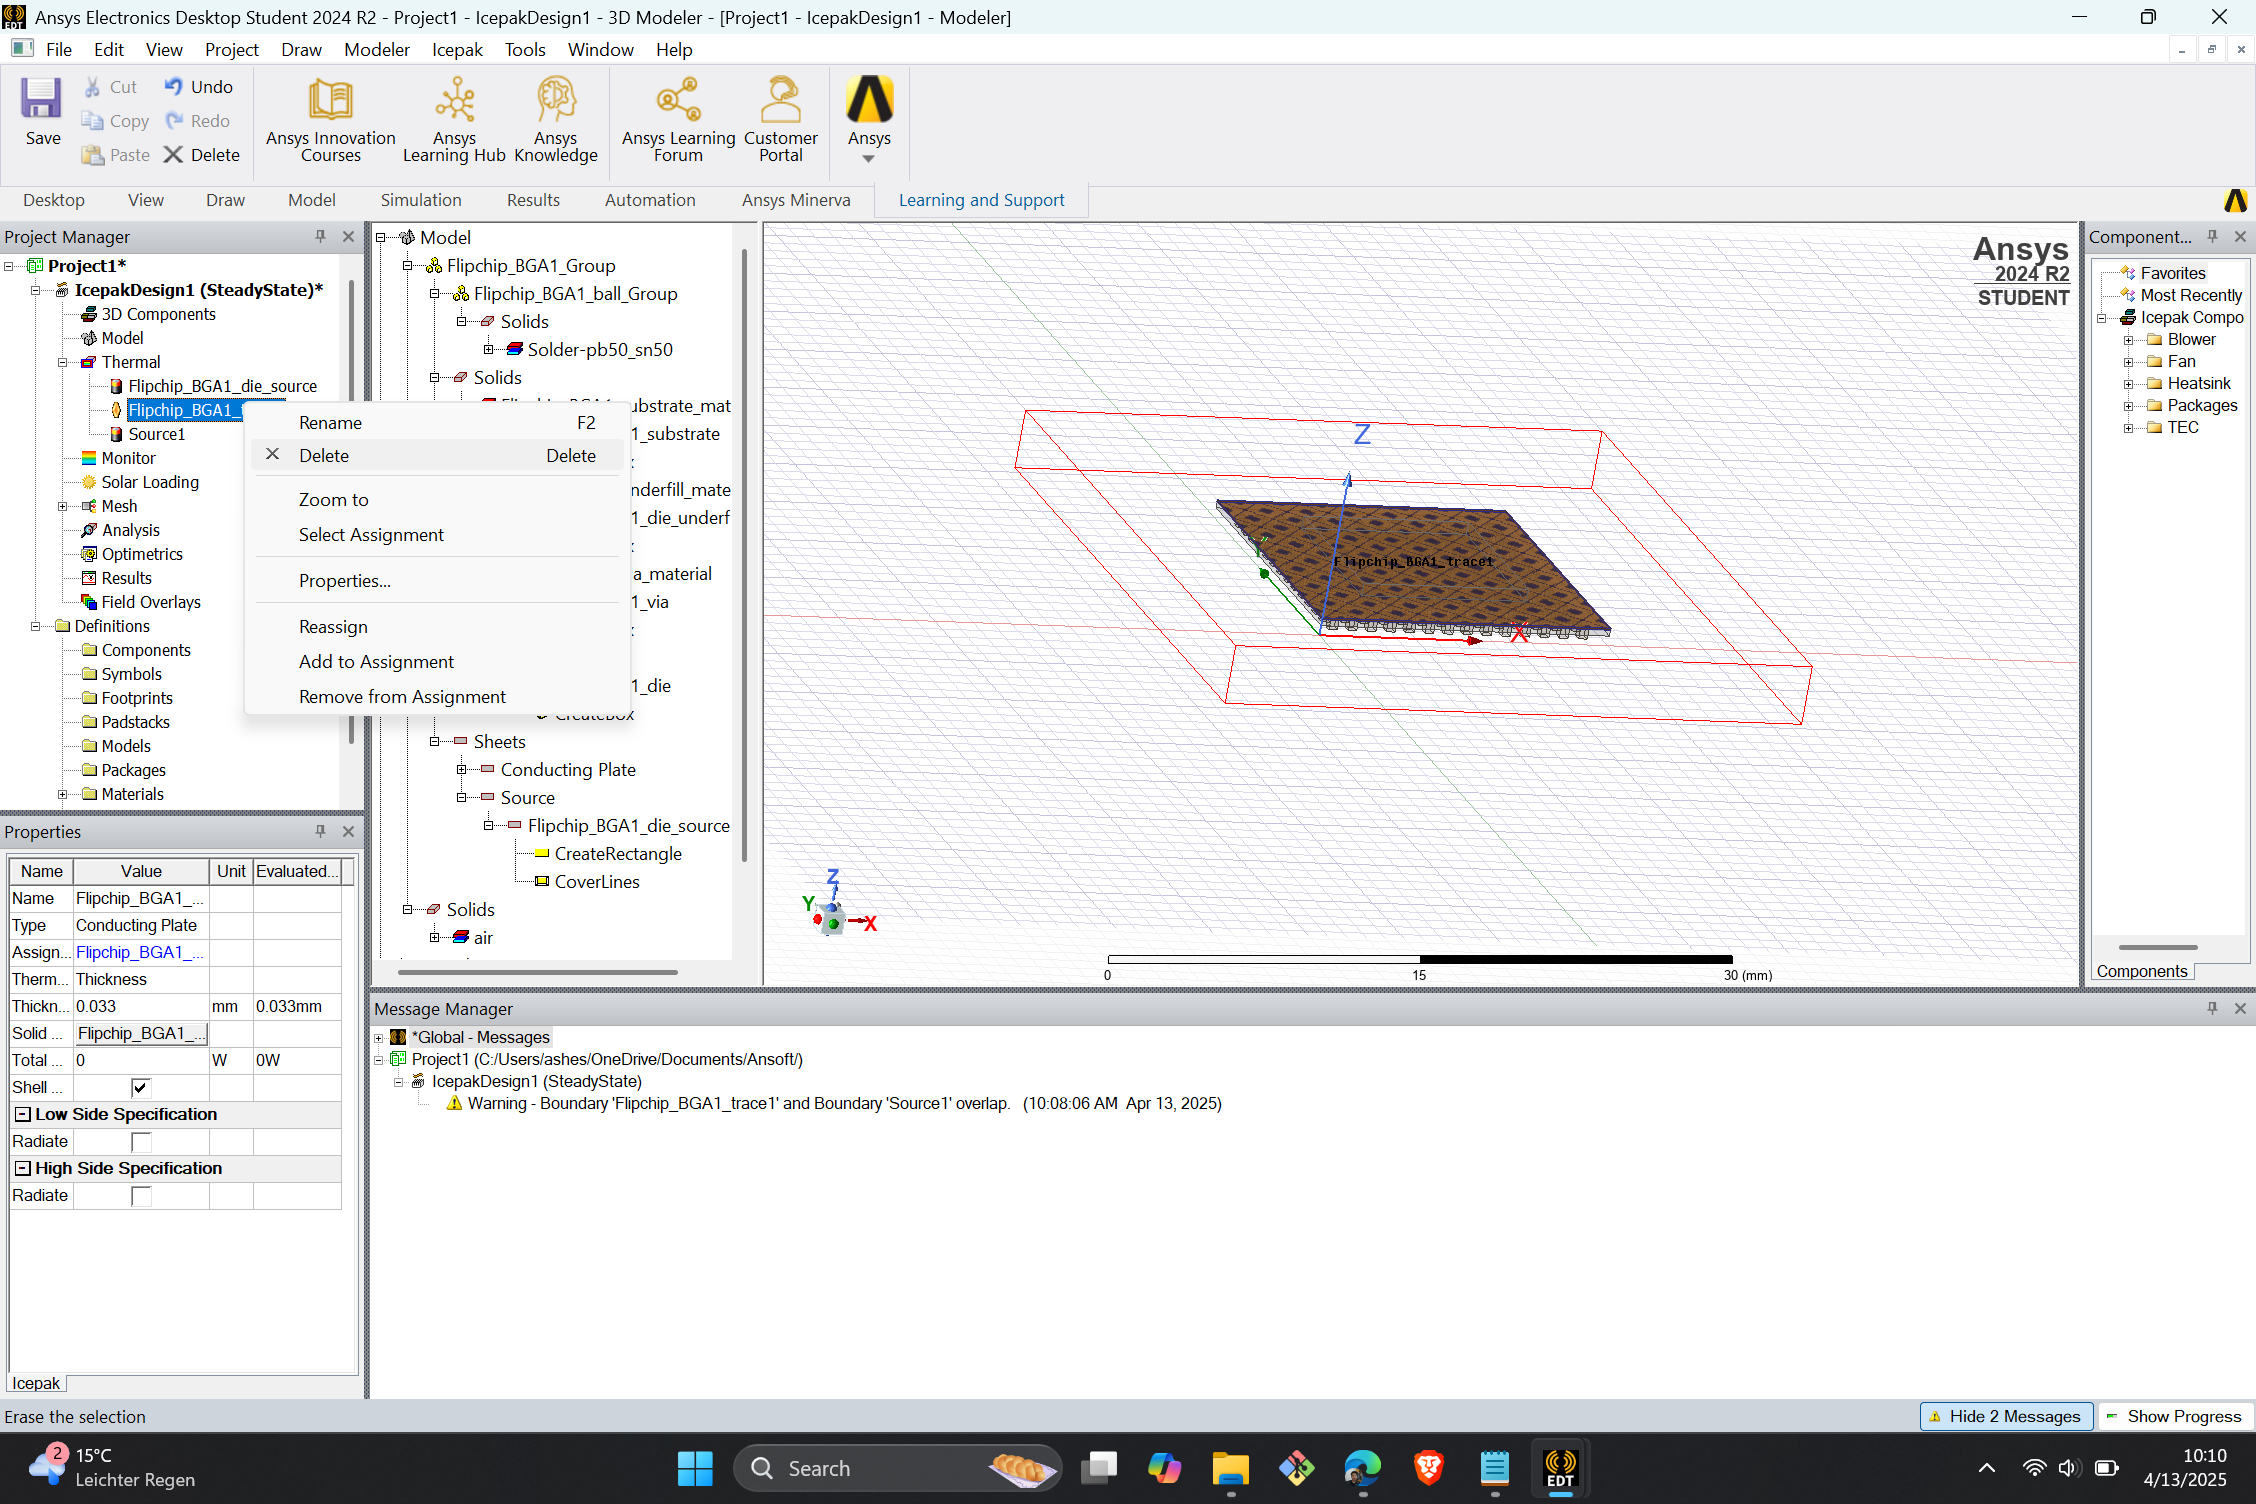 Ansys Electronics Desktop Student 2024 R2 - Project1 - IcepakDesign1 - 3D Modeler - [Project1 - IcepakDesign1 - Modeler]
File Edit View Project Draw Modeler Icepak Tools Window Help
Save
Cut
Copy
Paste
Undo
Redo
Delete
Ansys Innovation
Courses
Ansys
Learning Hub
Ansys
Knowledge
Ansys Learning
Forum
Customer
Portal
Ansys
Desktop View Draw Model Simulation Results Automation Ansys Minerva Learning and Support
Project Manager
Project1*
IcepakDesign1 (SteadyState)*
3D Components
Model
Thermal
Flipchip_BGA1_die_source
Flipchip_BGA1_
Source1
Monitor
Solar Loading
Mesh
Analysis
Optimetrics
Results
Field Overlays
Definitions
Components
Symbols
Footprints
Padstacks
Models
Packages
Materials
Rename F2
Delete Delete
Zoom to
Select Assignment
Properties...
Reassign
Add to Assignment
Remove from Assignment
Model
Flipchip_BGA1_Group
Flipchip_BGA1_ball_Group
Solids
Solder-pb50_sn50
Solids
ubstrate_mat
1_substrate
nderfill_mate
1_die_underf
a_material
1_via
1_die
CreateBox
Sheets
Conducting Plate
Source
Flipchip_BGA1_die_source
CreateRectangle
CoverLines
Solids
air
Ansys
2024 R2
STUDENT
Z
Y
Flipchip_BGA1_trace1
X
Z
Y
X
0 15 30 (mm)
Component...
Favorites
Most Recently
Icepak Compo
Blower
Fan
Heatsink
Packages
TEC
Components
Properties
Name Value Unit Evaluated...
Name Flipchip_BGA1_...
Type Conducting Plate
Assign... Flipchip_BGA1_...
Therm... Thickness
Thickn... 0.033 mm 0.033mm
Solid ... Flipchip_BGA1_...
Total ... 0 W 0W
Shell ...
Low Side Specification
Radiate
High Side Specification
Radiate
Icepak
Message Manager
*Global - Messages
Project1 (C:/Users/ashes/OneDrive/Documents/Ansoft/)
IcepakDesign1 (SteadyState)
Warning - Boundary 'Flipchip_BGA1_trace1' and Boundary 'Source1' overlap. (10:08:06 AM Apr 13, 2025)
Erase the selection
Hide 2 Messages
Show Progress
2
15°C
Leichter Regen
Search
EDT
10:10
4/13/2025